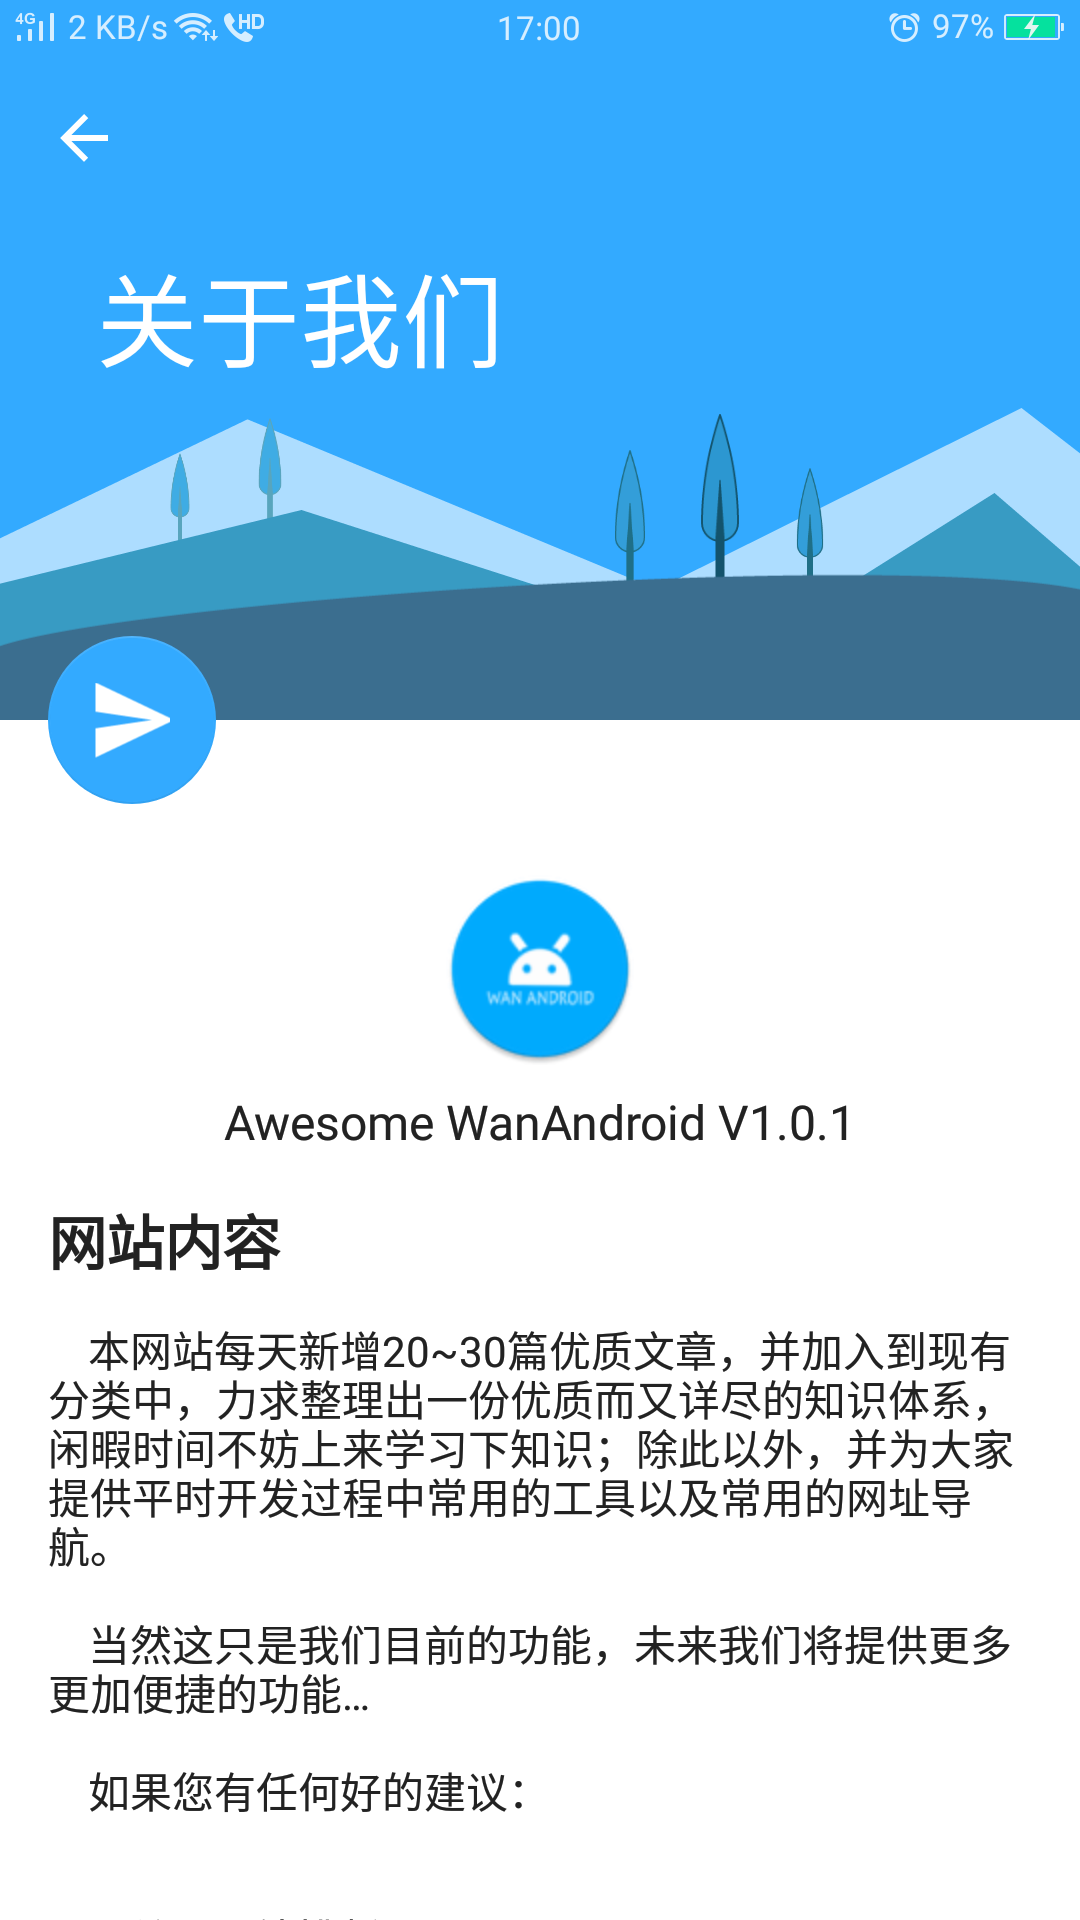 4G 2 KB/s HD 17:00 97%
关于我们
WAN ANDROID
Awesome WanAndroid V1.0.1
网站内容
本网站每天新增20~30篇优质文章，并加入到现有
分类中，力求整理出一份优质而又详尽的知识体系，
闲暇时间不妨上来学习下知识；除此以外，并为大家
提供平时开发过程中常用的工具以及常用的网址导
航。
当然这只是我们目前的功能，未来我们将提供更多
更加便捷的功能…
如果您有任何好的建议：